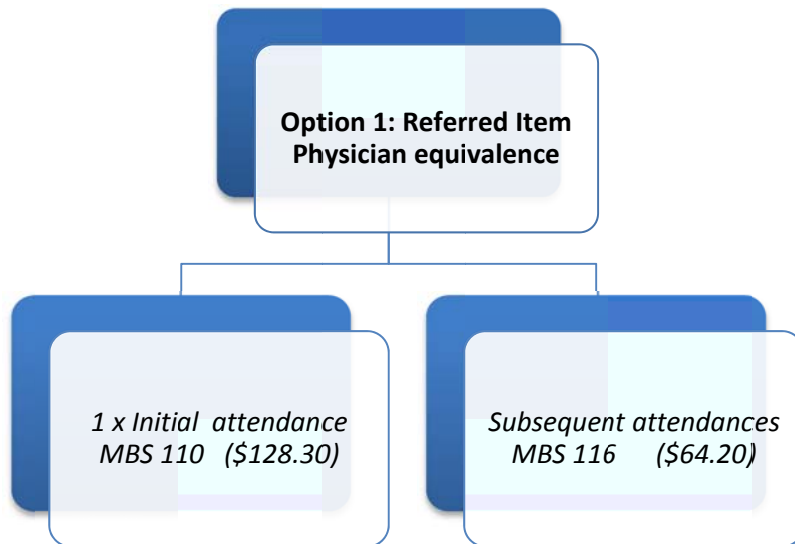 Option 1: Referred Item
Physician equivalence
1 x Initial attendance
MBS 110 ($128.30)
Subsequent attendances
MBS 116 ($64.20)